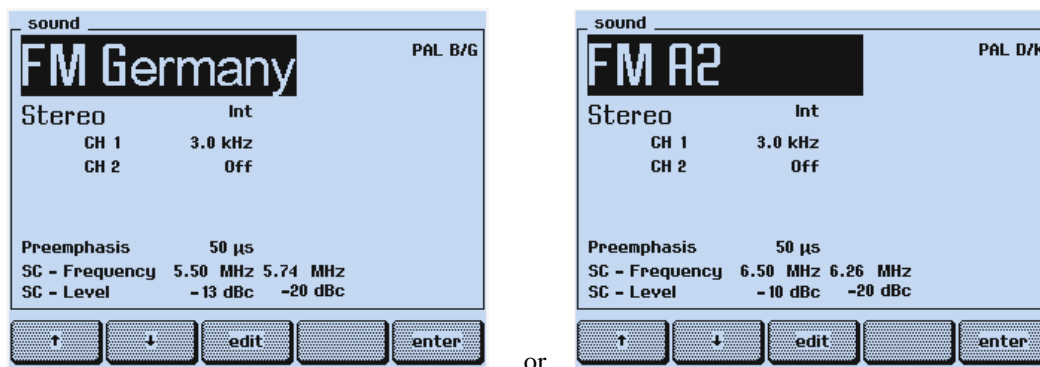 sound
FM Germany
PAL B/G
Stereo Int
CH 1 3.0 kHz
CH 2 Off
Preemphasis 50 µs
SC - Frequency 5.50 MHz 5.74 MHz
SC - Level -13 dBc -20 dBc
↑ ↓ edit enter
or
sound
FM A2
PAL D/K
Stereo Int
CH 1 3.0 kHz
CH 2 Off
Preemphasis 50 µs
SC - Frequency 6.50 MHz 6.26 MHz
SC - Level -10 dBc -20 dBc
↑ ↓ edit enter